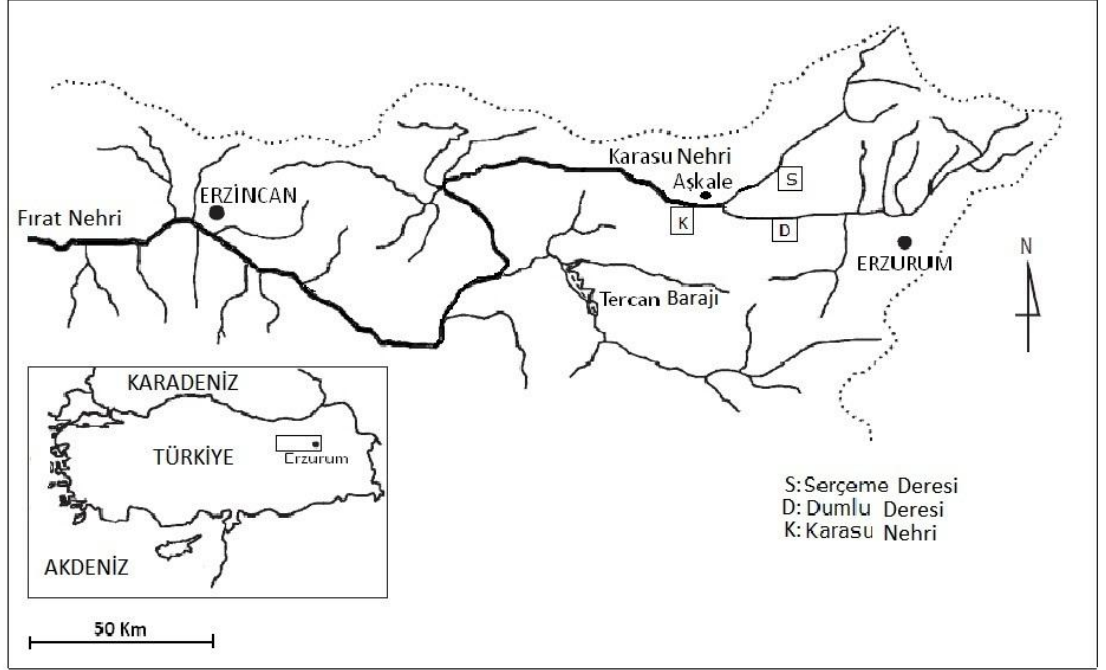 Karasu Nehri
Aşkale
S
ERZİNCAN
Fırat Nehri
K
D
N
ERZURUM
Tercan Barajı
KARADENİZ
TÜRKİYE
Erzurum
AKDENİZ
S: Serçeme Deresi
D: Dumlu Deresi
K: Karasu Nehri
50 Km